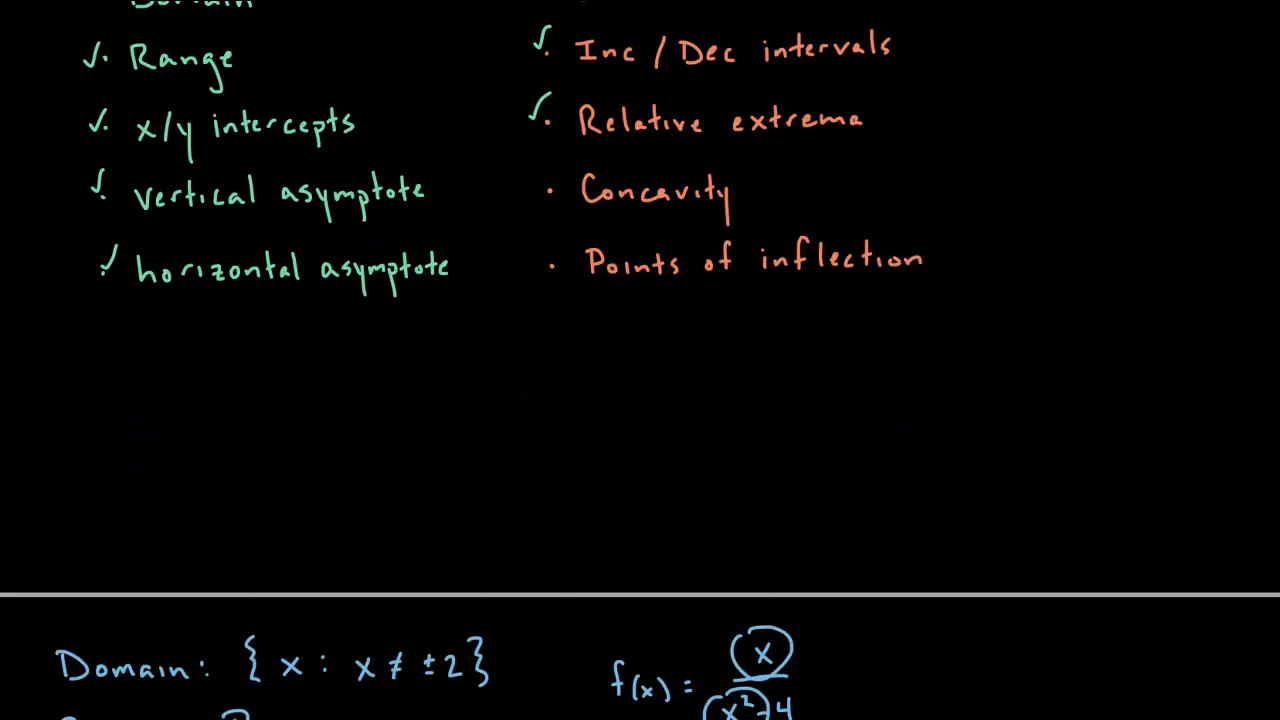 Domain
✓· Range
✓· x/y intercepts
✓· vertical asymptote
✓· horizontal asymptote
✓· Inc / Dec intervals
✓· Relative extrema
· Concavity
· Points of inflection
Domain: { x : x ≠ ±2}
f(x) = x
x² - 4